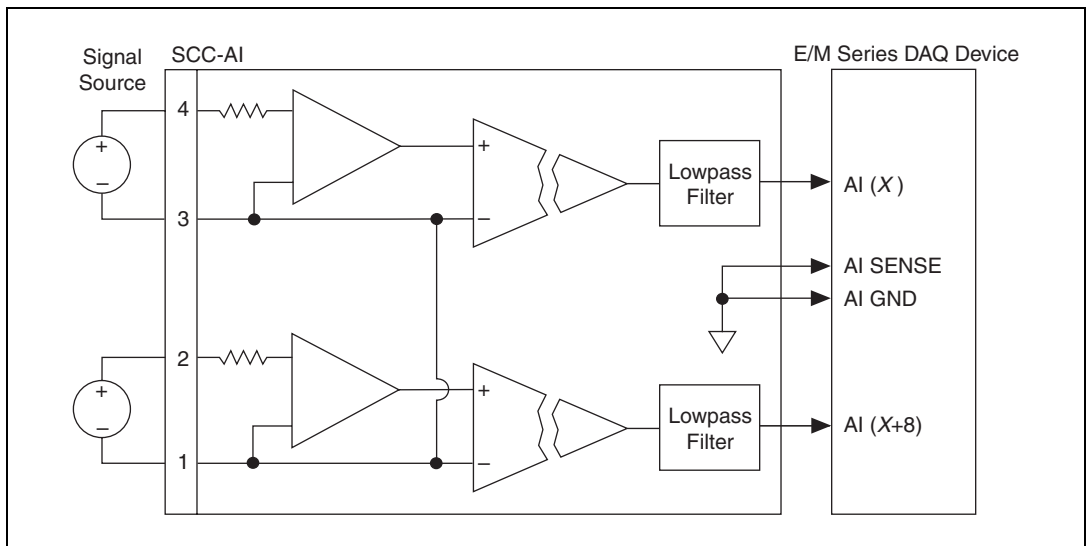 Signal
Source
SCC-AI
E/M Series DAQ Device
4
+
−
3
+
−
Lowpass
Filter
AI (X)
AI SENSE
AI GND
2
+
−
1
+
−
Lowpass
Filter
AI (X+8)